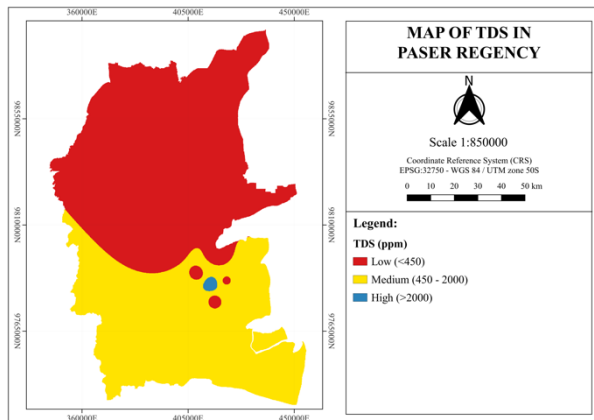 360000E 405000E 450000E
9855000N 9855000N
9810000N 9810000N
9765000N 9765000N
360000E 405000E 450000E
MAP OF TDS IN
PASER REGENCY
N
Scale 1:850000
Coordinate Reference System (CRS)
EPSG:32750 - WGS 84 / UTM zone 50S
0 10 20 30 40 50 km
Legend:
TDS (ppm)
Low (<450)
Medium (450 - 2000)
High (>2000)